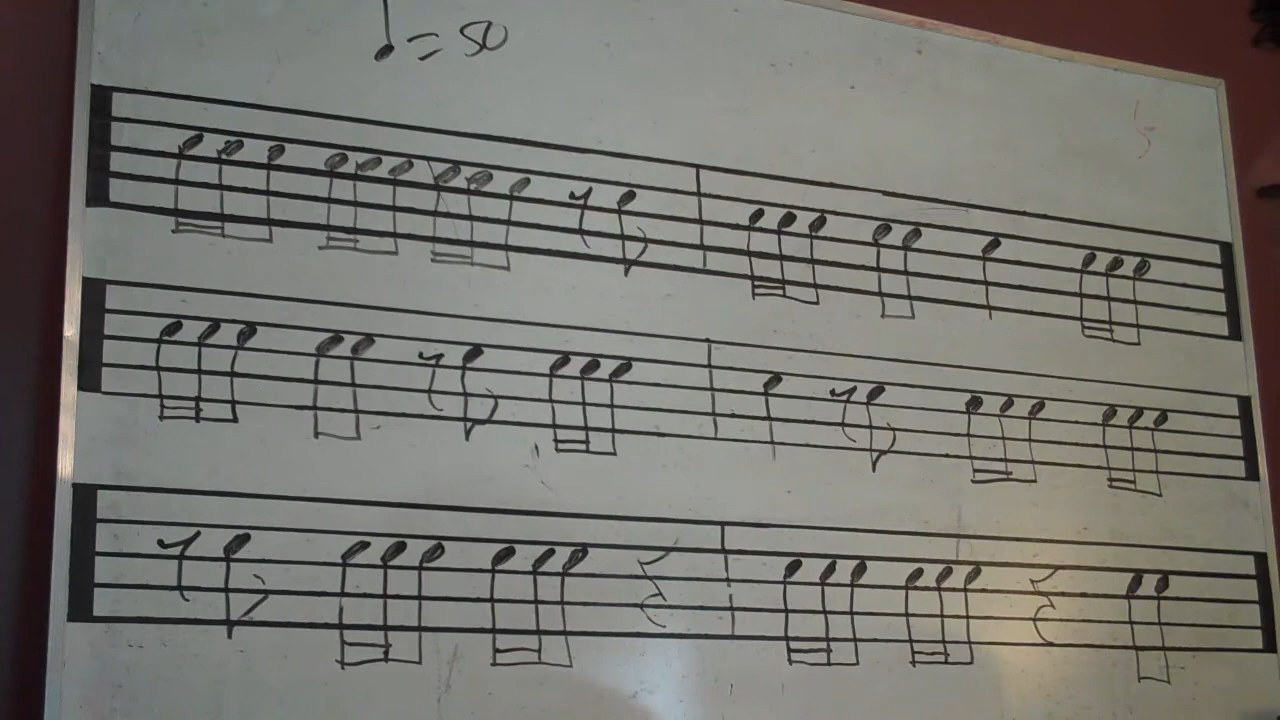 ♩ = 50